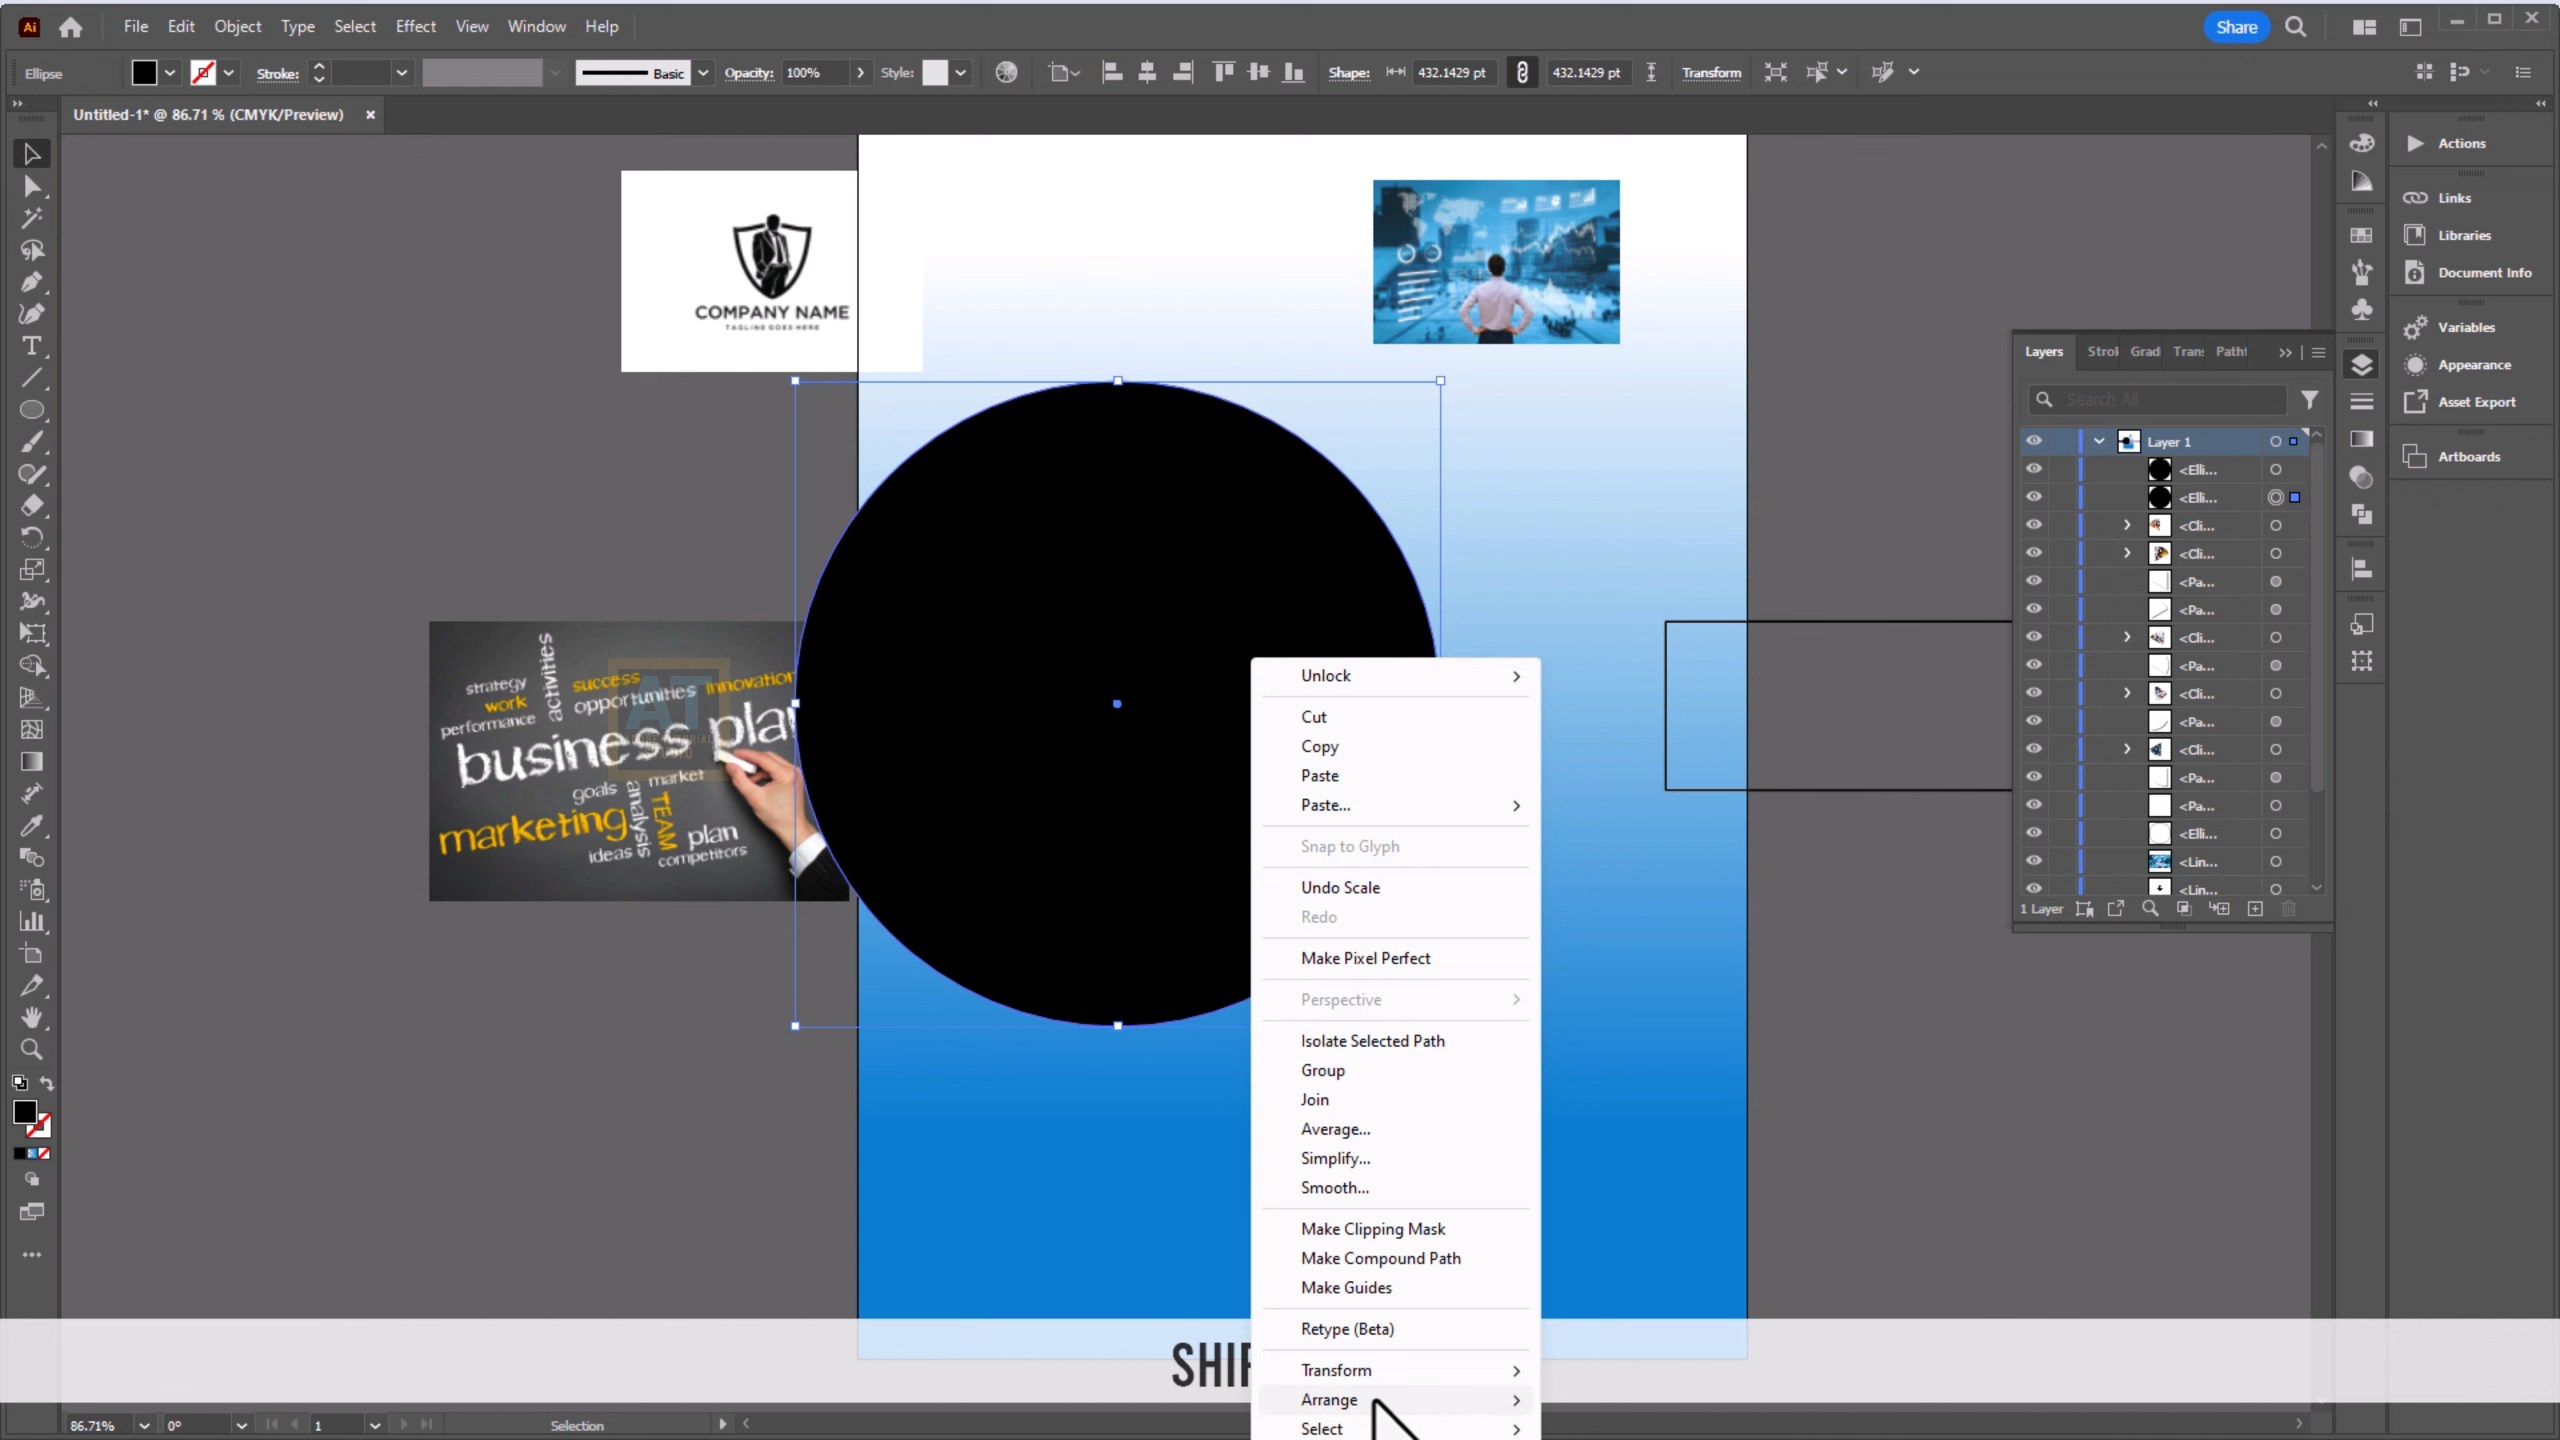 Ai File Edit Object Type Select Effect View Window Help Share
Ellipse Stroke: Basic Opacity: 100% Style: Shape: 432.1429 pt 432.1429 pt Transform
Untitled-1* @ 86.71 % (CMYK/Preview)
Actions
Links
Libraries
Document Info
Variables
Appearance
Asset Export
Artboards
COMPANY NAME
TAGLINE GOES HERE
Layers Strol Grad Trans Pathf
Search All
Layer 1
<Elli...
<Elli...
<Cli...
<Cli...
<Pa...
<Pa...
<Cli...
<Pa...
<Cli...
<Pa...
<Cli...
<Pa...
<Pa...
<Elli...
<Lin...
<Lin...
1 Layer
strategy
activities
success
work
opportunities
innovation
performance
business plan
AT
market
goals
analysis
TEAM
marketing
plan
ideas
competitors
Unlock
Cut
Copy
Paste
Paste...
Snap to Glyph
Undo Scale
Redo
Make Pixel Perfect
Perspective
Isolate Selected Path
Group
Join
Average...
Simplify...
Smooth...
Make Clipping Mask
Make Compound Path
Make Guides
Retype (Beta)
Transform
Arrange
Select
SHIF
86.71% 0° 1 Selection